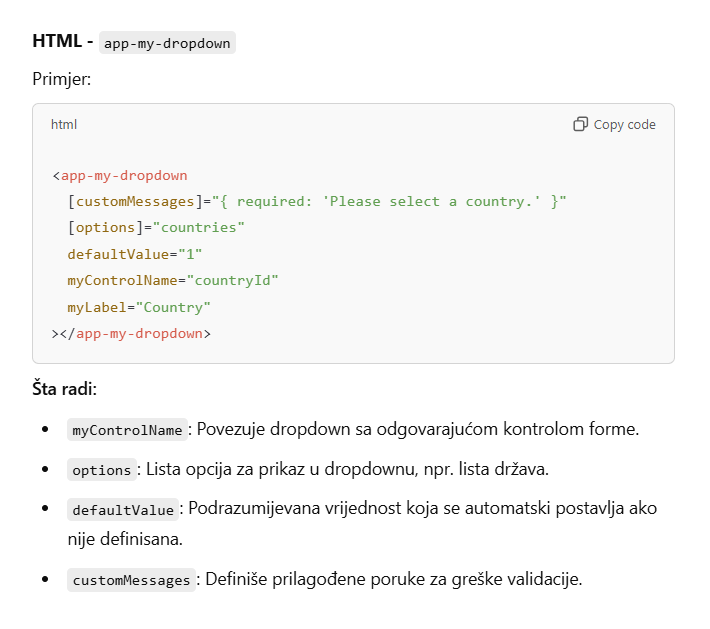 HTML - app-my-dropdown
Primjer:
html
Copy code
<app-my-dropdown
[customMessages]="{ required: 'Please select a country.' }"
[options]="countries"
defaultValue="1"
myControlName="countryId"
myLabel="Country"
></app-my-dropdown>
Šta radi:
• myControlName: Povezuje dropdown sa odgovarajućom kontrolom forme.
• options: Lista opcija za prikaz u dropdownu, npr. lista država.
• defaultValue: Podrazumijevana vrijednost koja se automatski postavlja ako
nije definisana.
• customMessages: Definiše prilagođene poruke za greške validacije.